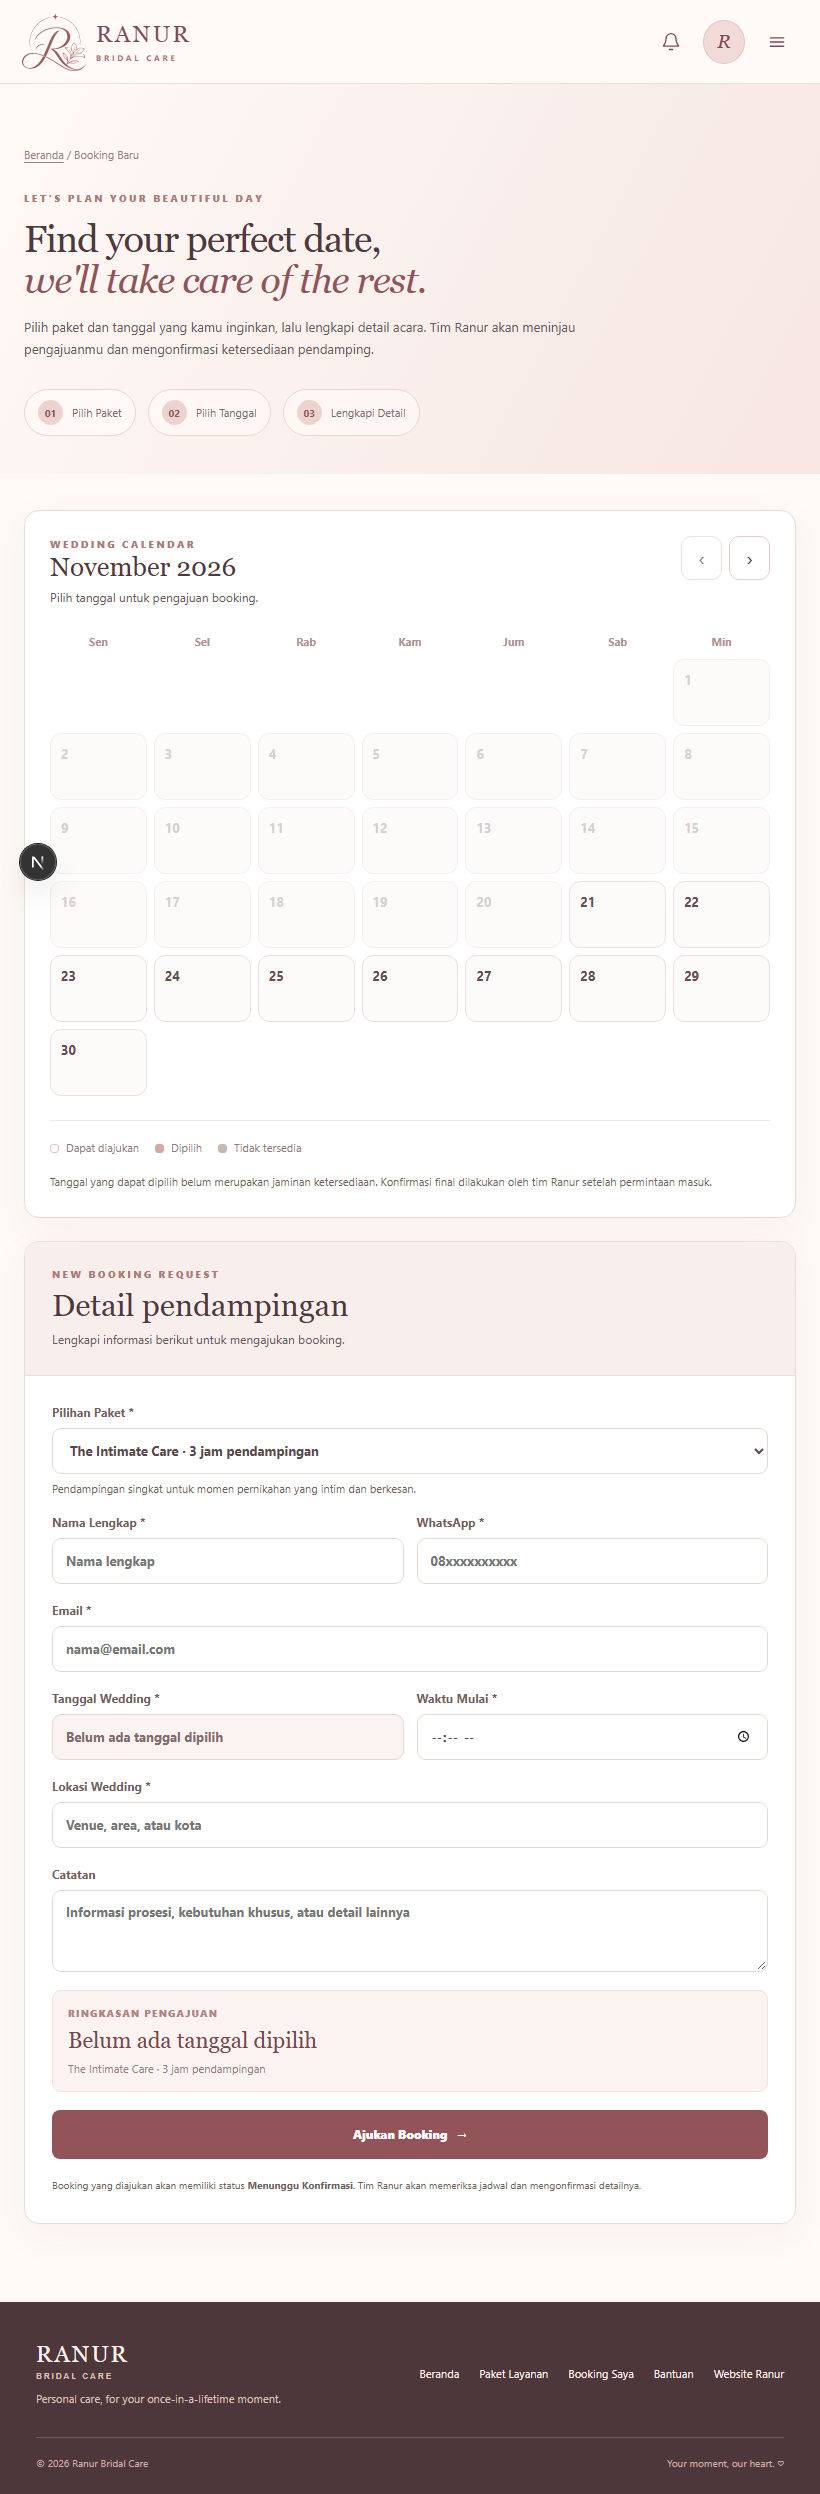 RANUR
BRIDAL CARE
R
Beranda / Booking Baru
LET'S PLAN YOUR BEAUTIFUL DAY
Find your perfect date,
we'll take care of the rest.
Pilih paket dan tanggal yang kamu inginkan, lalu lengkapi detail acara. Tim Ranur akan meninjau
pengajuanmu dan mengonfirmasi ketersediaan pendamping.
01 Pilih Paket 02 Pilih Tanggal 03 Lengkapi Detail
WEDDING CALENDAR
November 2026
‹ ›
Pilih tanggal untuk pengajuan booking.
Sen Sel Rab Kam Jum Sab Min
1
2 3 4 5 6 7 8
9 10 11 12 13 14 15
N
16 17 18 19 20 21 22
23 24 25 26 27 28 29
30
Dapat diajukan Dipilih Tidak tersedia
Tanggal yang dapat dipilih belum merupakan jaminan ketersediaan. Konfirmasi final dilakukan oleh tim Ranur setelah permintaan masuk.
NEW BOOKING REQUEST
Detail pendampingan
Lengkapi informasi berikut untuk mengajukan booking.
Pilihan Paket *
The Intimate Care · 3 jam pendampingan
Pendampingan singkat untuk momen pernikahan yang intim dan berkesan.
Nama Lengkap * WhatsApp *
Nama lengkap 08xxxxxxxxxx
Email *
nama@email.com
Tanggal Wedding * Waktu Mulai *
Belum ada tanggal dipilih --:-- --
Lokasi Wedding *
Venue, area, atau kota
Catatan
Informasi prosesi, kebutuhan khusus, atau detail lainnya
RINGKASAN PENGAJUAN
Belum ada tanggal dipilih
The Intimate Care · 3 jam pendampingan
Ajukan Booking →
Booking yang diajukan akan memiliki status Menunggu Konfirmasi. Tim Ranur akan memeriksa jadwal dan mengonfirmasi detailnya.
RANUR
BRIDAL CARE
Personal care, for your once-in-a-lifetime moment.
Beranda Paket Layanan Booking Saya Bantuan Website Ranur
© 2026 Ranur Bridal Care
Your moment, our heart. ♡